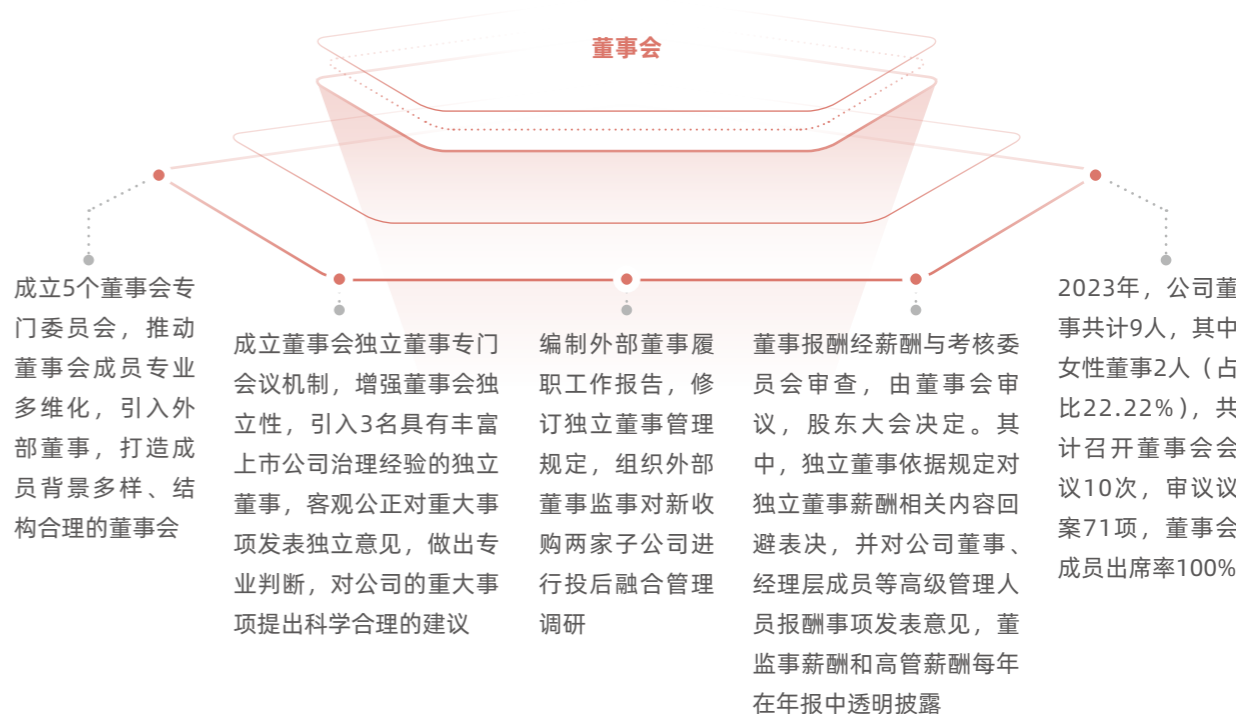 董事会
成立5个董事会专
门委员会，推动
董事会成员专业
多维化，引入外
部董事，打造成
员背景多样、结
构合理的董事会
成立董事会独立董事专门
会议机制，增强董事会独
立性，引入3名具有丰富
上市公司治理经验的独立
董事，客观公正对重大事
项发表独立意见，做出专
业判断，对公司的重大事
项提出科学合理的建议
编制外部董事履
职工作报告，修
订独立董事管理
规定，组织外部
董事监事对新收
购两家子公司进
行投后融合管理
调研
董事报酬经薪酬与考核委
员会审查，由董事会审
议，股东大会决定。其
中，独立董事依据规定对
独立董事薪酬相关内容回
避表决，并对公司董事、
经理层成员等高级管理人
员报酬事项发表意见，董
监事薪酬和高管薪酬每年
在年报中透明披露
2023年，公司董
事共计9人，其中
女性董事2人（占
比22.22%），共
计召开董事会会
议10次，审议议
案71项，董事会
成员出席率100%